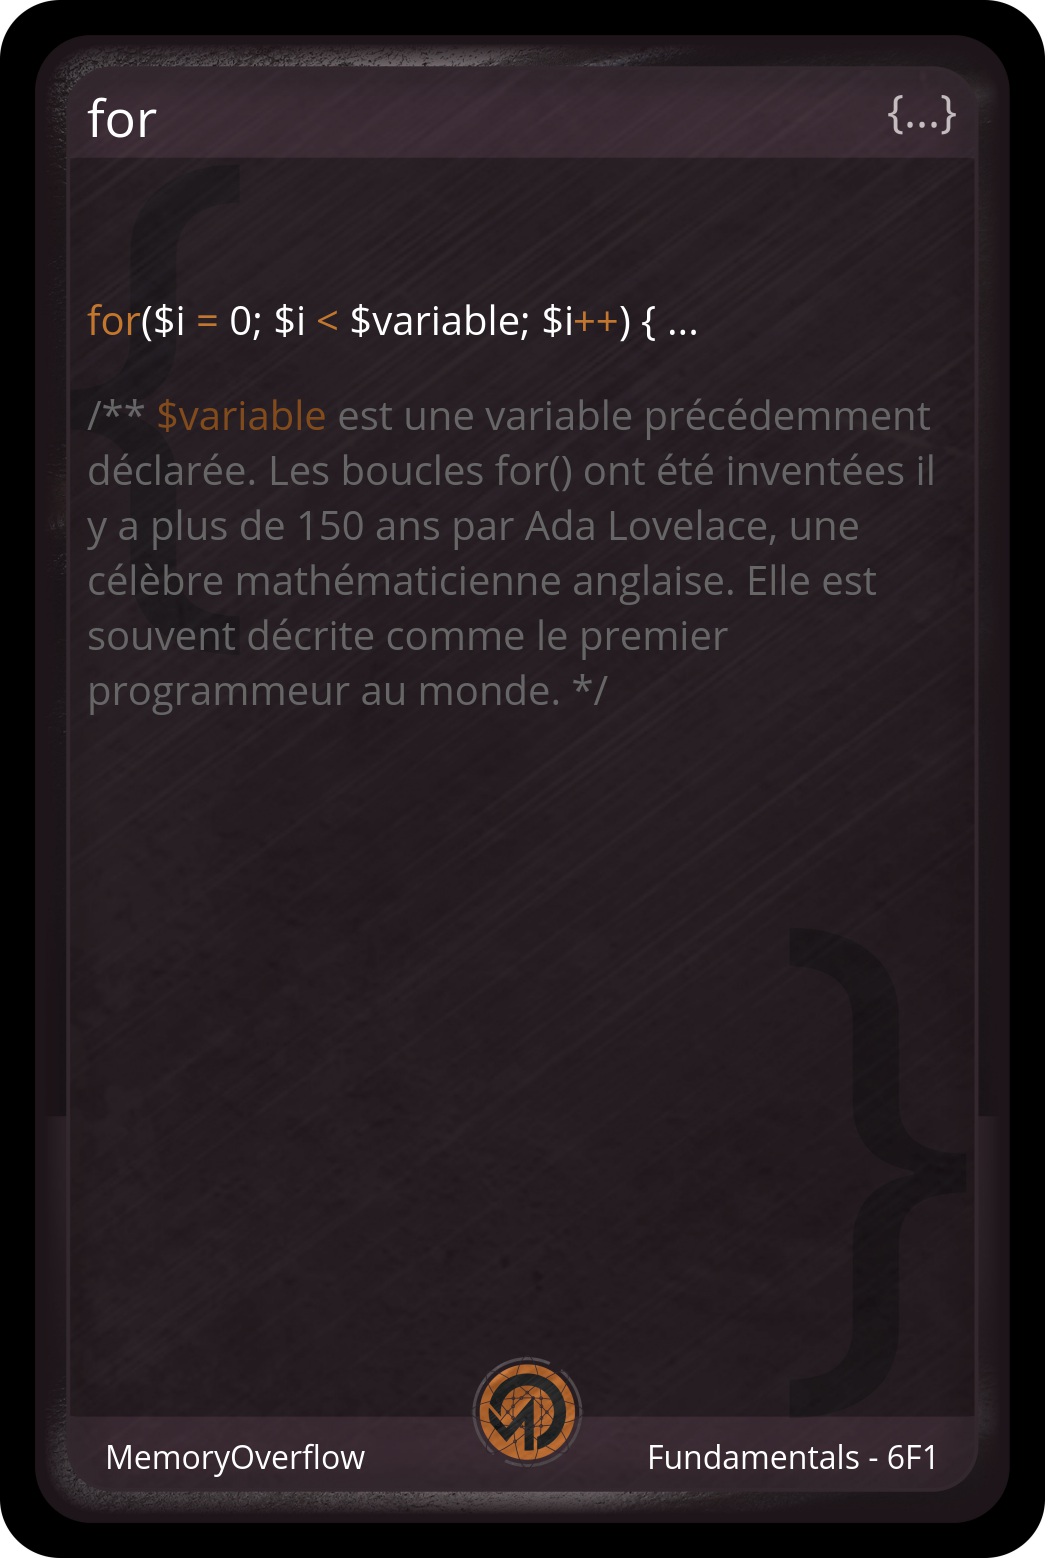 for {...}
for($i = 0; $i < $variable; $i++) { ...
/** $variable est une variable précédemment
déclarée. Les boucles for() ont été inventées il
y a plus de 150 ans par Ada Lovelace, une
célèbre mathématicienne anglaise. Elle est
souvent décrite comme le premier
programmeur au monde. */
MemoryOverflow
Fundamentals - 6F1